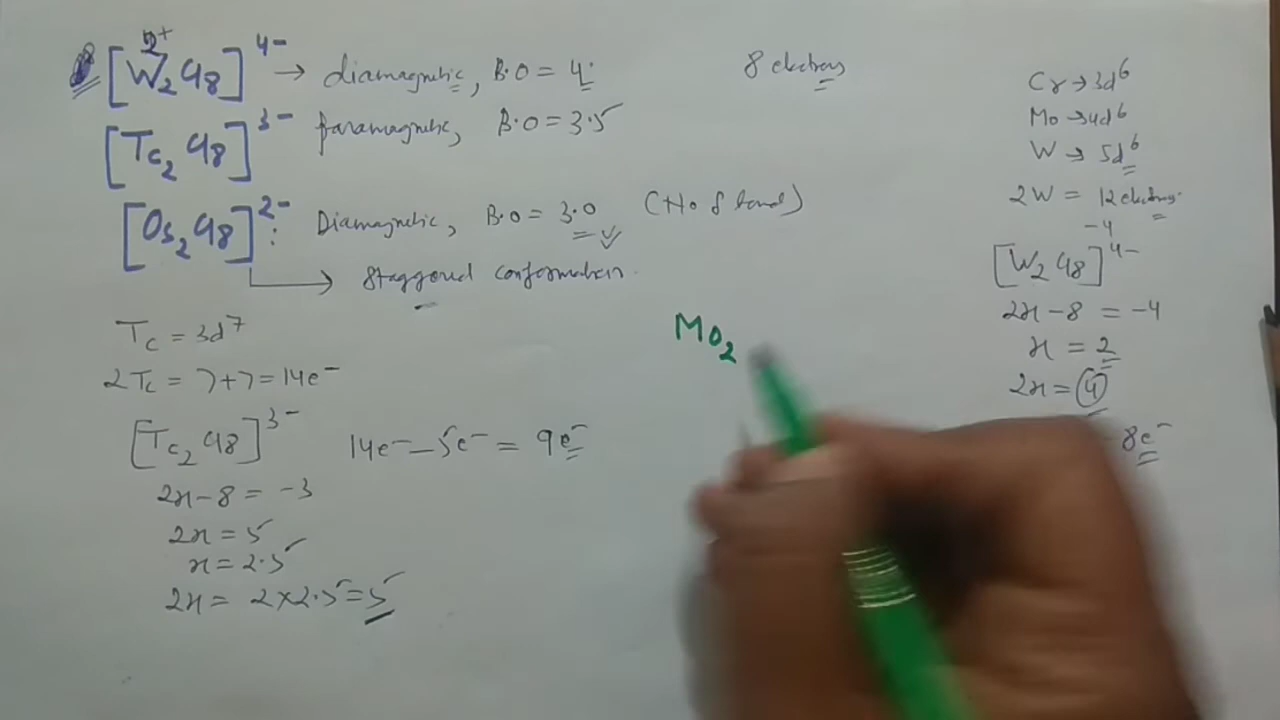 [W₂Cl₈]⁴⁻ → diamagnetic, B.O = 4
2+
8 electrons
[Tc₂Cl₈]³⁻ paramagnetic, B.O = 3.5
[Os₂Cl₈]²⁻ : Diamagnetic, B.O = 3.0 (No δ bond)
→ Staggered conformation
Tc = 3d⁷
2Tc = 7+7 = 14e⁻
[Tc₂Cl₈]³⁻ 14e⁻ – 5e⁻ = 9e⁻
2x – 8 = -3
2x = 5
x = 2.5
2x = 2×2.5 = 5
Mo₂
Cr → 3d⁶
Mo → 4d⁶
W → 5d⁶
2W = 12 electrons
-4
[W₂Cl₈]⁴⁻
2x – 8 = -4
x = 2
2x = 4
8e⁻